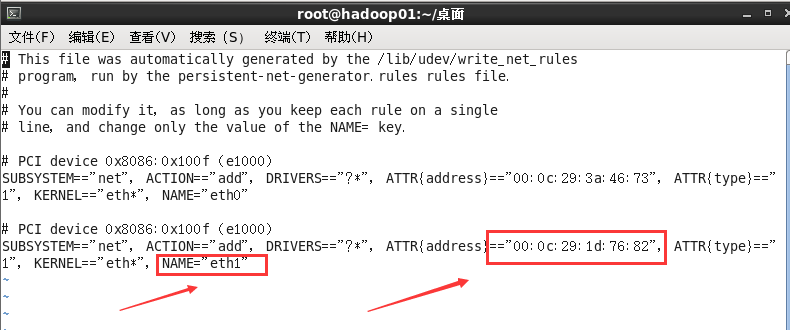 root@hadoop01:~/桌面
文件(F) 编辑(E) 查看(V) 搜索 (S) 终端(T) 帮助(H)
# This file was automatically generated by the /lib/udev/write_net_rules
# program, run by the persistent-net-generator.rules rules file.
#
# You can modify it, as long as you keep each rule on a single
# line, and change only the value of the NAME= key.
# PCI device 0x8086:0x100f (e1000)
SUBSYSTEM=="net", ACTION=="add", DRIVERS=="?*", ATTR{address}=="00:0c:29:3a:46:73", ATTR{type}=="
1", KERNEL=="eth*", NAME="eth0"
# PCI device 0x8086:0x100f (e1000)
SUBSYSTEM=="net", ACTION=="add", DRIVERS=="?*", ATTR{address}=="00:0c:29:1d:76:82", ATTR{type}=="
1", KERNEL=="eth*", NAME="eth1"
~
~
~